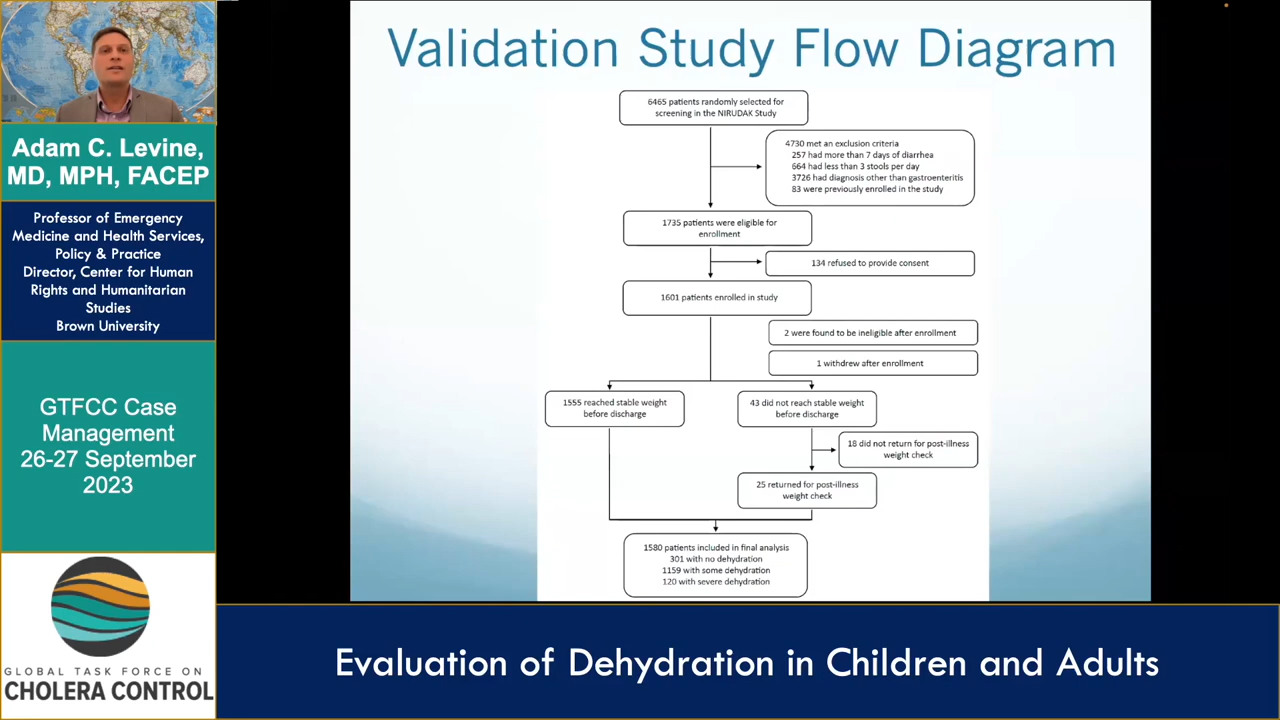 Validation Study Flow Diagram
6465 patients randomly selected for
screening in the NIRUDAK Study
4730 met an exclusion criteria
257 had more than 7 days of diarrhea
664 had less than 3 stools per day
3726 had diagnosis other than gastroenteritis
83 were previously enrolled in the study
1735 patients were eligible for
enrollment
134 refused to provide consent
1601 patients enrolled in study
2 were found to be ineligible after enrollment
1 withdrew after enrollment
1555 reached stable weight
before discharge
43 did not reach stable weight
before discharge
18 did not return for post-illness
weight check
25 returned for post-illness
weight check
1580 patients included in final analysis
301 with no dehydration
1159 with some dehydration
120 with severe dehydration
Adam C. Levine,
MD, MPH, FACEP
Professor of Emergency
Medicine and Health Services,
Policy & Practice
Director, Center for Human
Rights and Humanitarian
Studies
Brown University
GTFCC Case
Management
26-27 September
2023
GLOBAL TASK FORCE ON
CHOLERA CONTROL
Evaluation of Dehydration in Children and Adults